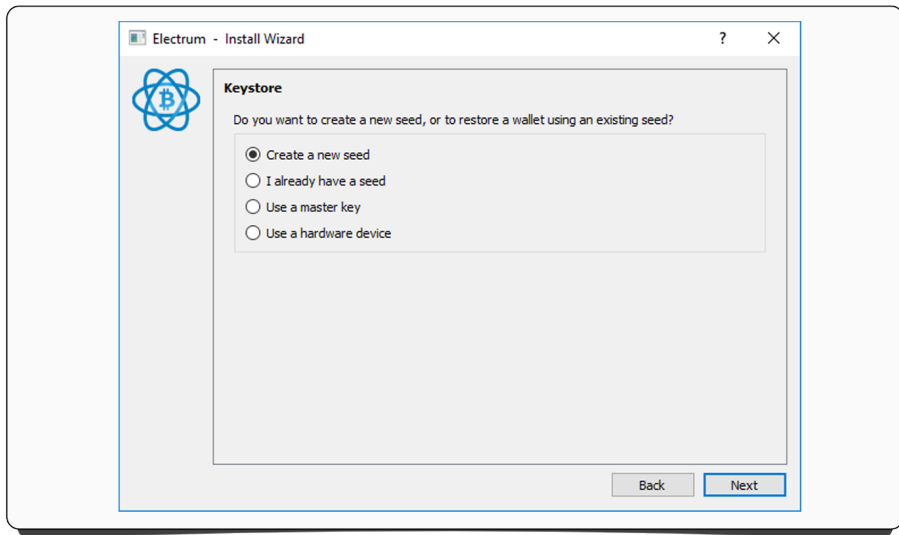 Electrum - Install Wizard
?
Keystore
Do you want to create a new seed, or to restore a wallet using an existing seed?
Create a new seed
I already have a seed
Use a master key
Use a hardware device
Back
Next